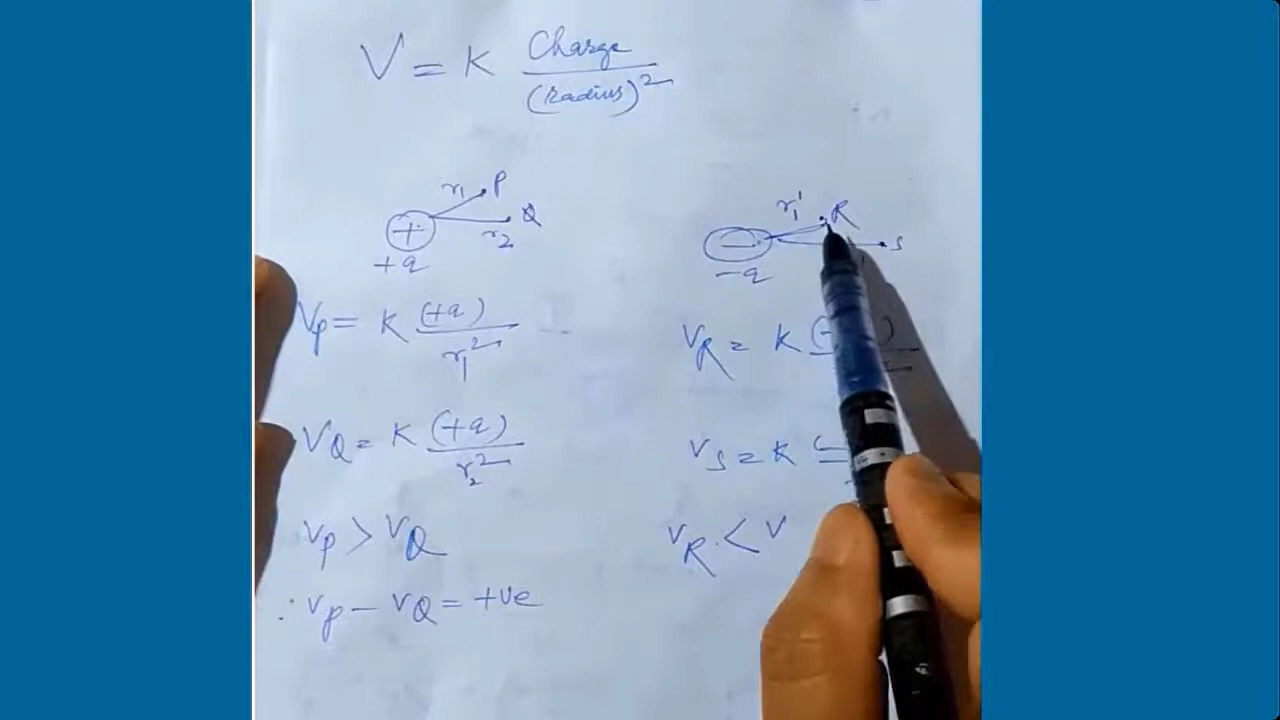 V = K Charge / (radius)²
r₁ P
Q
r₂
+
+q
r₁' R
S
−
−q
Vp = K (+q) / r₁²
VR = K
VQ = K (+q) / r₂²
VS = K
VP > VQ
VR < V
∴ VP − VQ = +ve